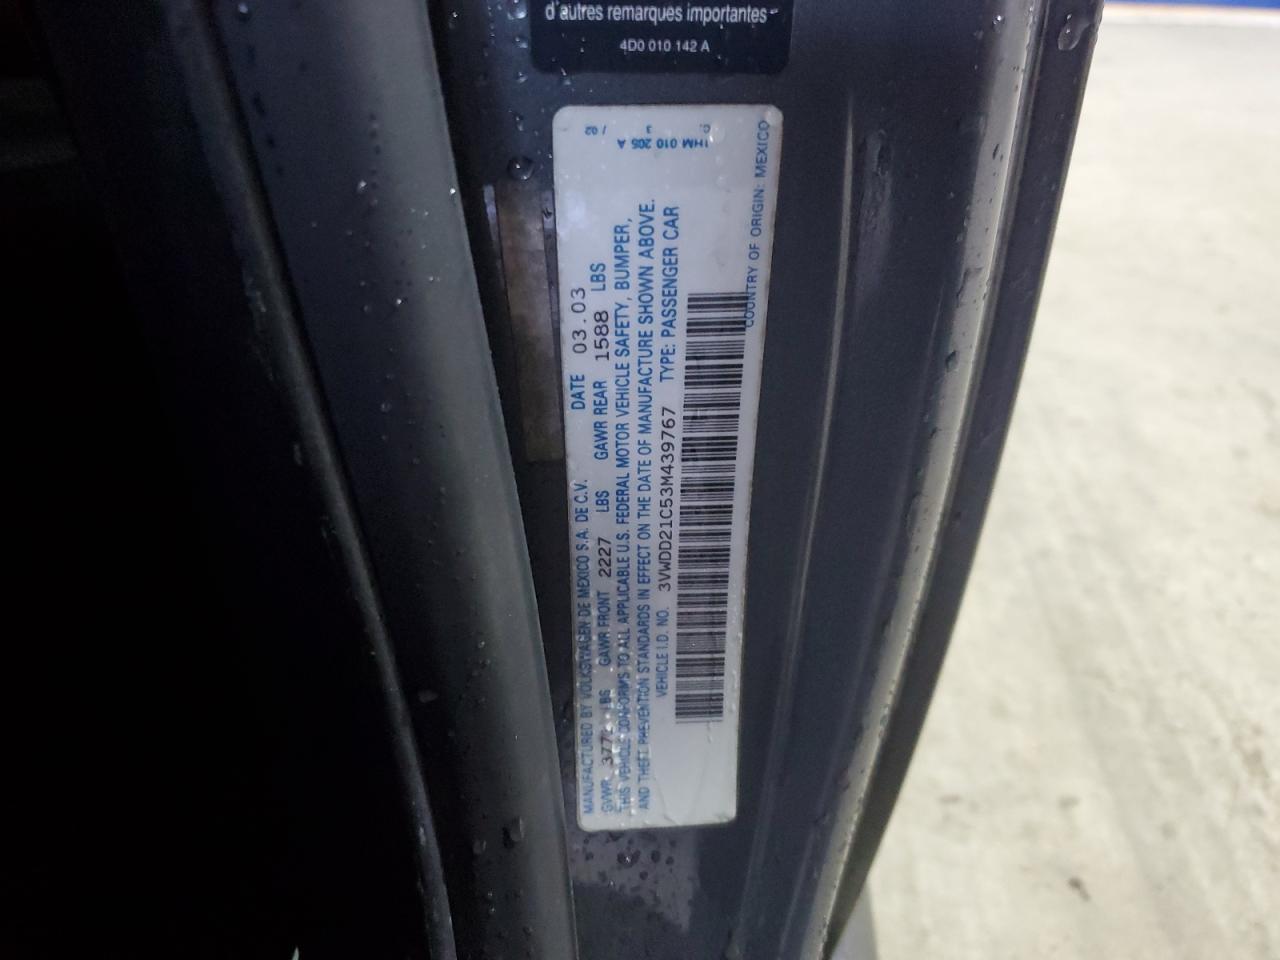 d'autres remarques importantes
4D0 010 142 A
1HM 010 205 A
MANUFACTURED BY VOLKSWAGEN DE MEXICO S.A. DE C.V. DATE 03.03
GVWR LBS GAWR FRONT 2227 LBS GAWR REAR 1588 LBS
THIS VEHICLE CONFORMS TO ALL APPLICABLE U.S. FEDERAL MOTOR VEHICLE SAFETY, BUMPER,
AND THEFT PREVENTION STANDARDS IN EFFECT ON THE DATE OF MANUFACTURE SHOWN ABOVE.
VEHICLE I.D. NO. 3VWDD21C53M439767 TYPE: PASSENGER CAR
COUNTRY OF ORIGIN: MEXICO